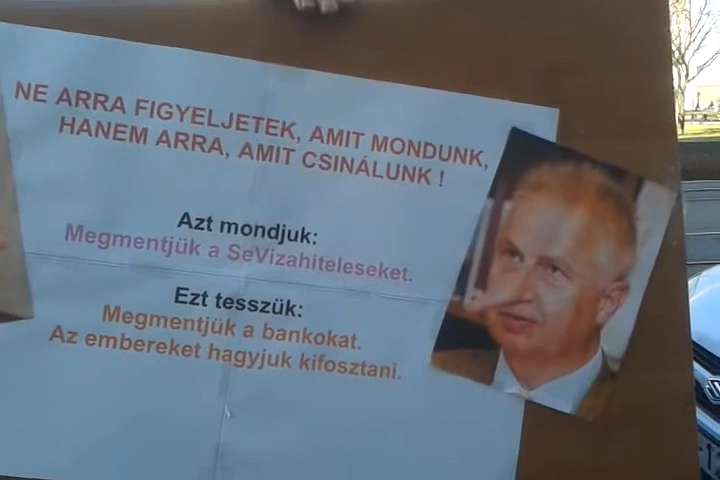 NE ARRA FIGYELJETEK, AMIT MONDUNK,
HANEM ARRA, AMIT CSINÁLUNK !
Azt mondjuk:
Megmentjük a SeVizahiteleseket.
Ezt tesszük:
Megmentjük a bankokat.
Az embereket hagyjuk kifosztani.